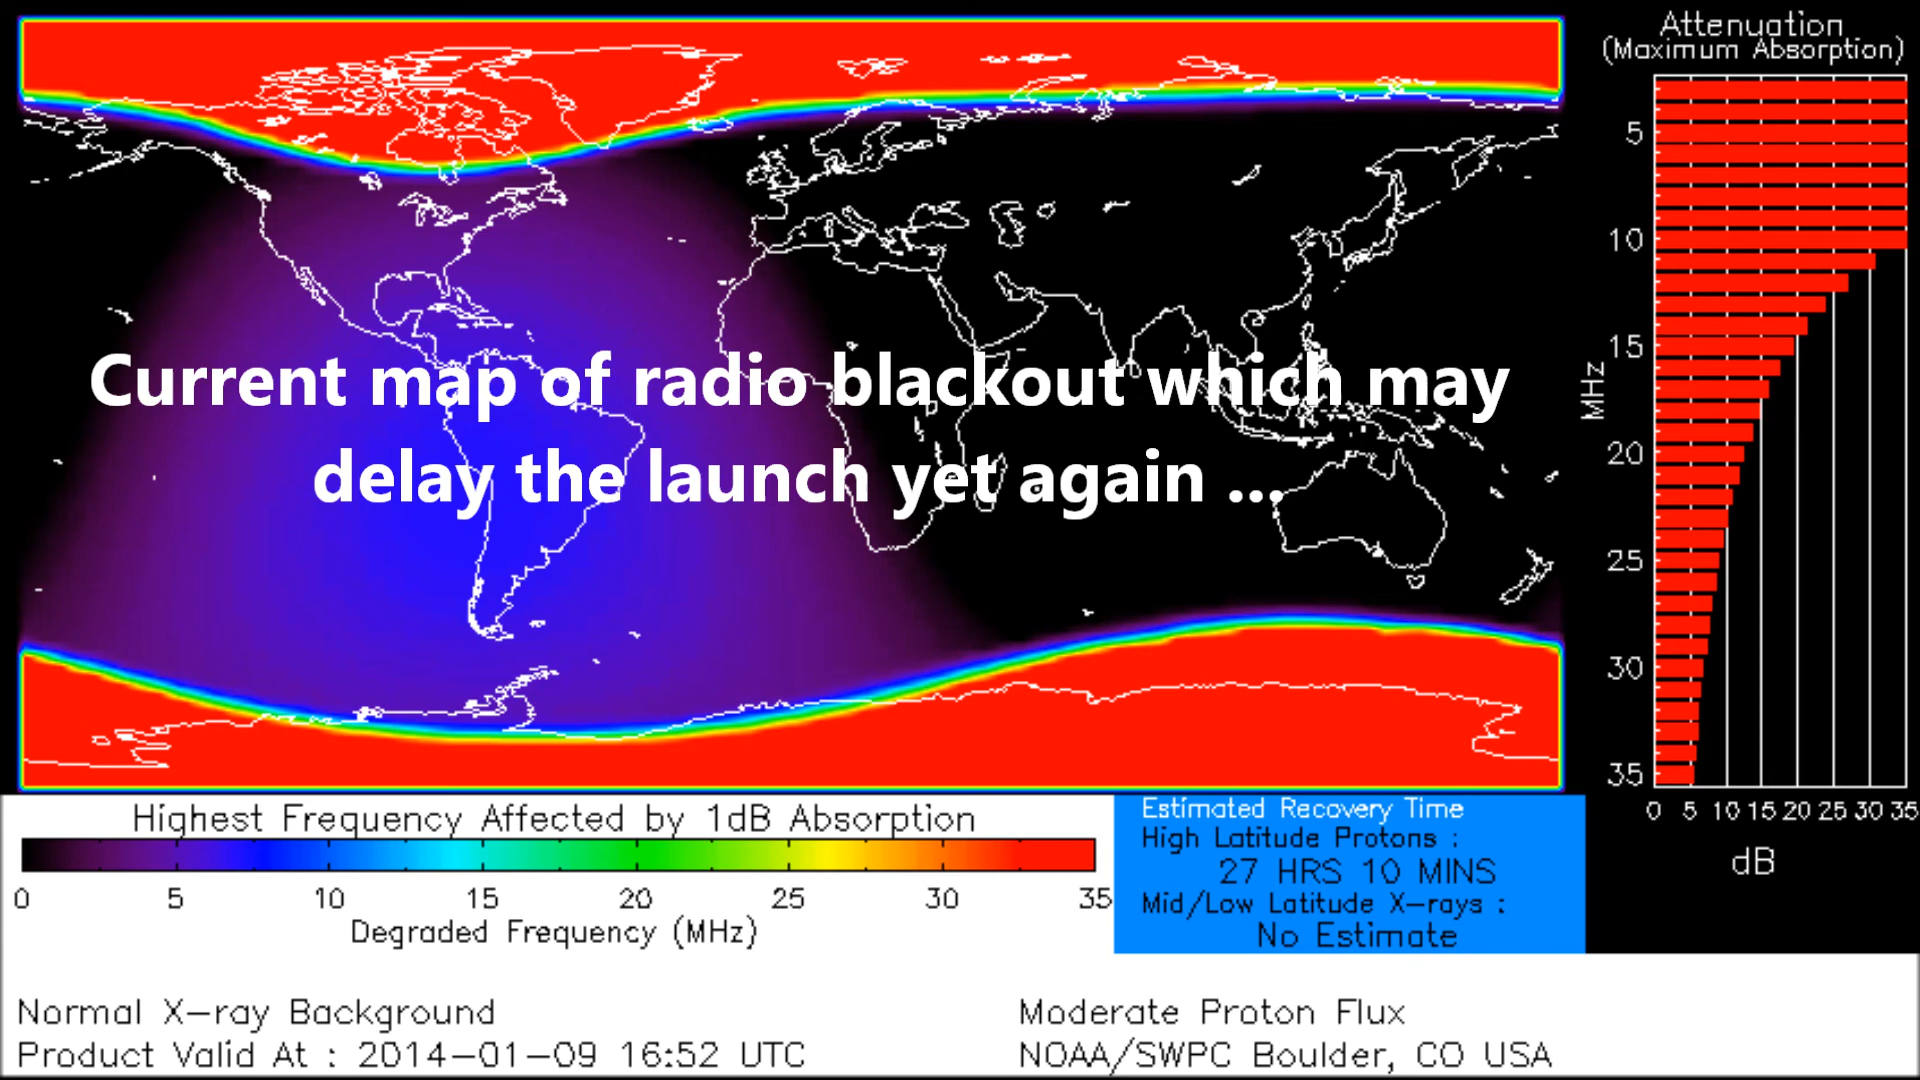 Attenuation
(Maximum Absorption)
Current map of radio blackout which may
delay the launch yet again ...
5
10
15
20
25
30
35
MHz
0 5 10 15 20 25 30 35
dB
Highest Frequency Affected by 1dB Absorption
0 5 10 15 20 25 30 35
Degraded Frequency (MHz)
Estimated Recovery Time
High Latitude Protons :
27 HRS 10 MINS
Mid/Low Latitude X-rays :
No Estimate
Normal X-ray Background
Product Valid At : 2014-01-09 16:52 UTC
Moderate Proton Flux
NOAA/SWPC Boulder, CO USA